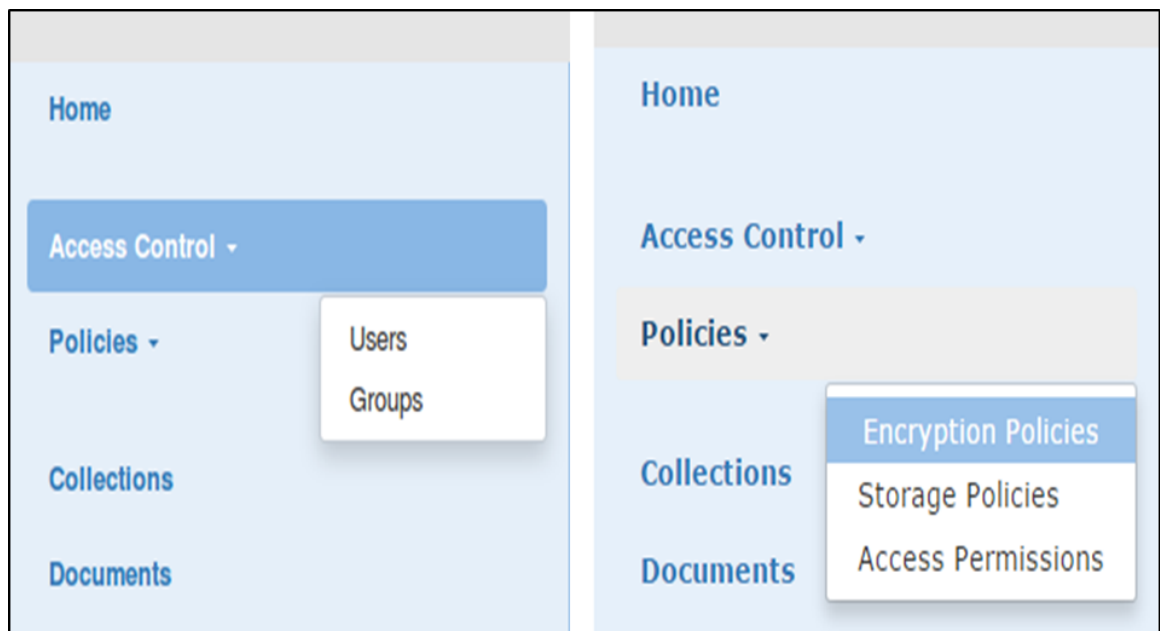 Home
Access Control
Policies
Users
Groups
Collections
Documents
Home
Access Control
Policies
Encryption Policies
Collections
Storage Policies
Access Permissions
Documents